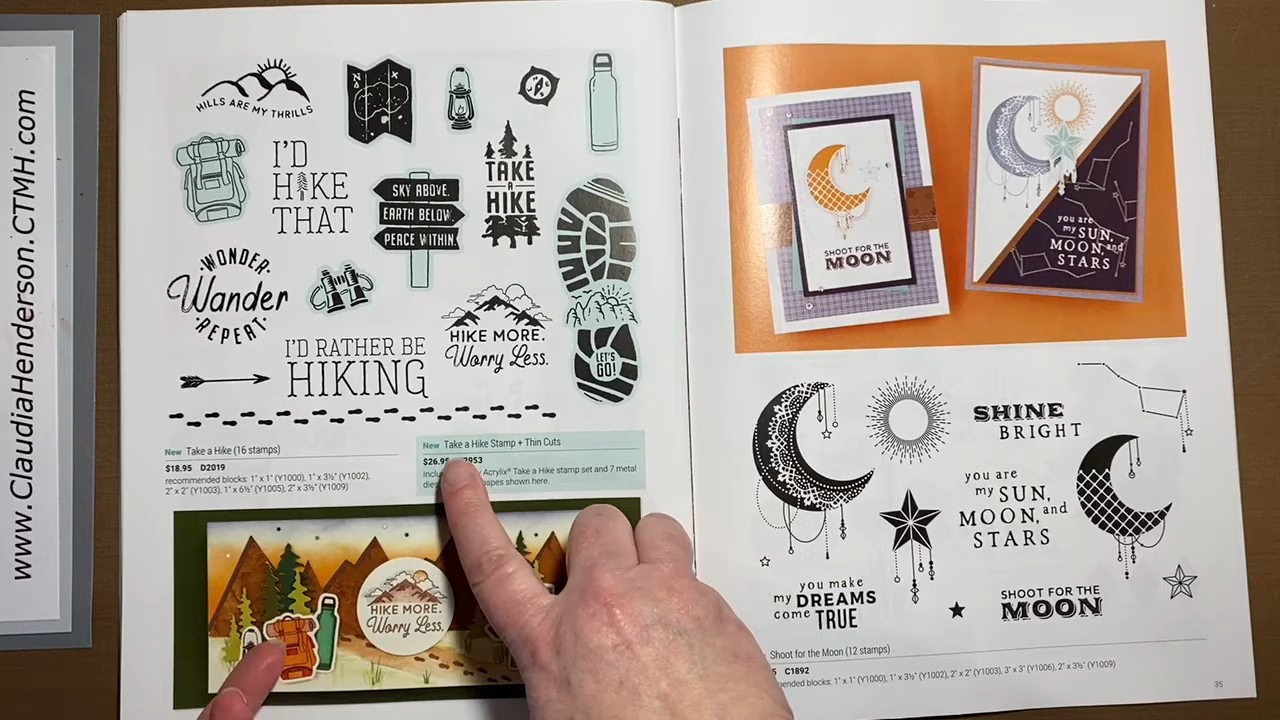 www.ClaudiaHenderson.CTMH.com
HILLS ARE MY THRILLS
N
I'D
HIKE
THAT
SKY ABOVE.
EARTH BELOW.
PEACE WITHIN.
TAKE
A
HIKE
WONDER
Wander
REPEAT
HIKE MORE.
Worry Less.
LET'S
GO!
I'D RATHER BE
HIKING
New Take a Hike (16 stamps)
$18.95 D2019
recommended blocks: 1" x 1" (Y1000), 1" x 3½" (Y1002),
2" x 2" (Y1003), 1" x 6½" (Y1005), 2" x 3½" (Y1009)
New Take a Hike Stamp + Thin Cuts
$26.95
Acrylix® Take a Hike stamp set and 7 metal
shown here.
HIKE MORE.
Worry Less.
SHOOT FOR THE
MOON
you are
my SUN,
MOON, and
STARS
SHINE
BRIGHT
you are
my SUN,
MOON, and
STARS
you make
my DREAMS
come TRUE
SHOOT FOR THE
MOON
Shoot for the Moon (12 stamps)
C1892
blocks: 1" x 1" (Y1000), 1" x 3½" (Y1002), 2" x 2" (Y1003), 3" x 3" (Y1006), 2" x 3½" (Y1009)
35